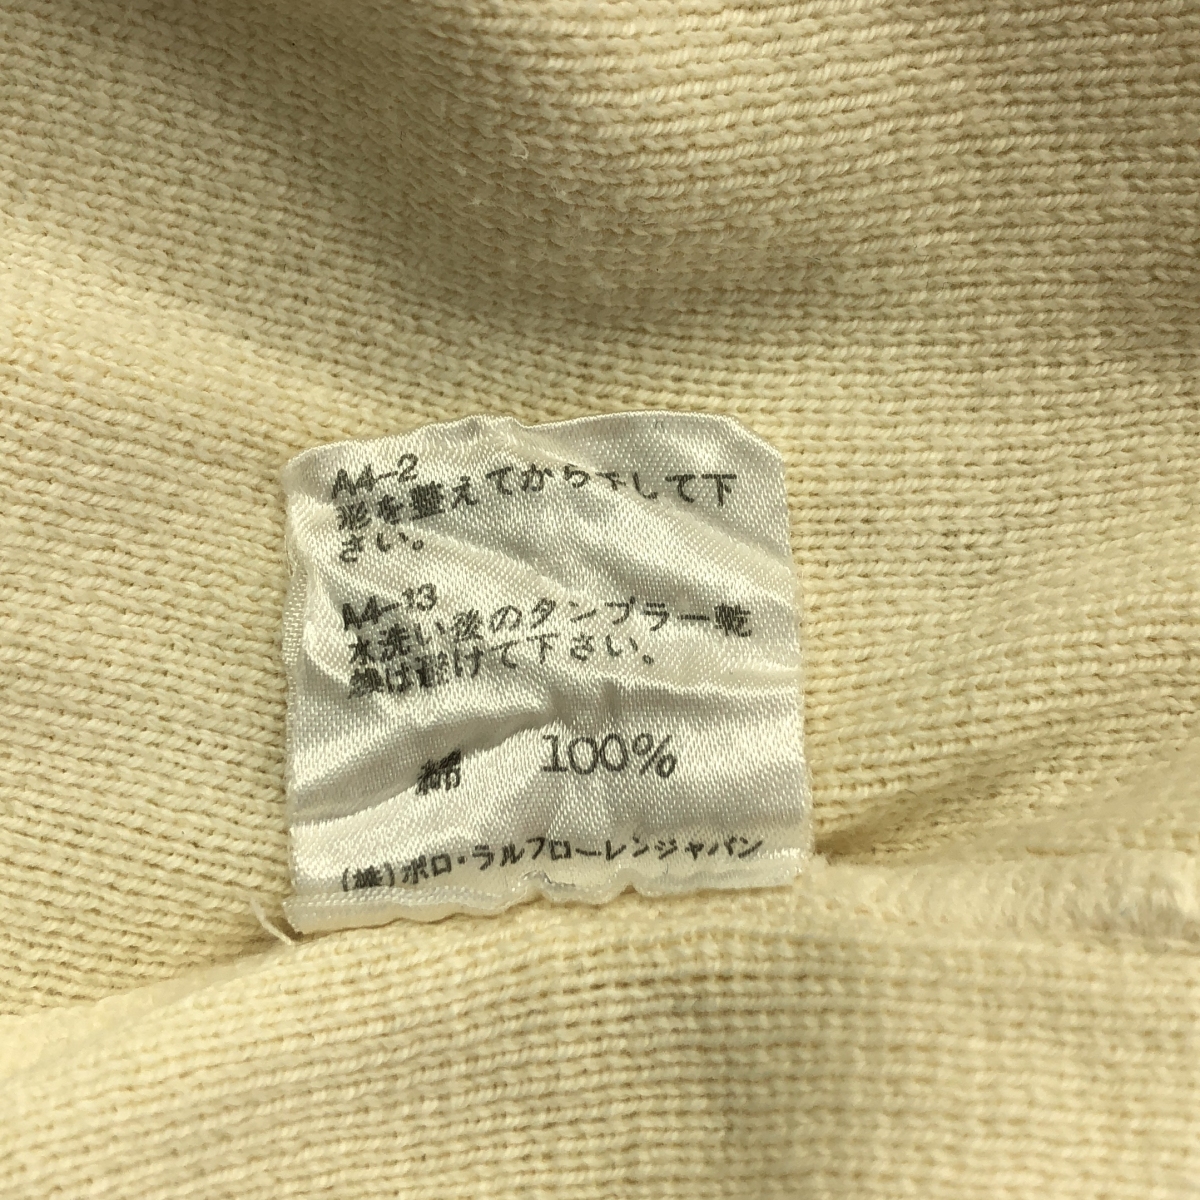 A4-2
形を整えてから干して下
さい。
A4-13
水洗い後のタンブラー乾
燥は避けて下さい。
綿 100%
(株)ポロ・ラルフローレンジャパン